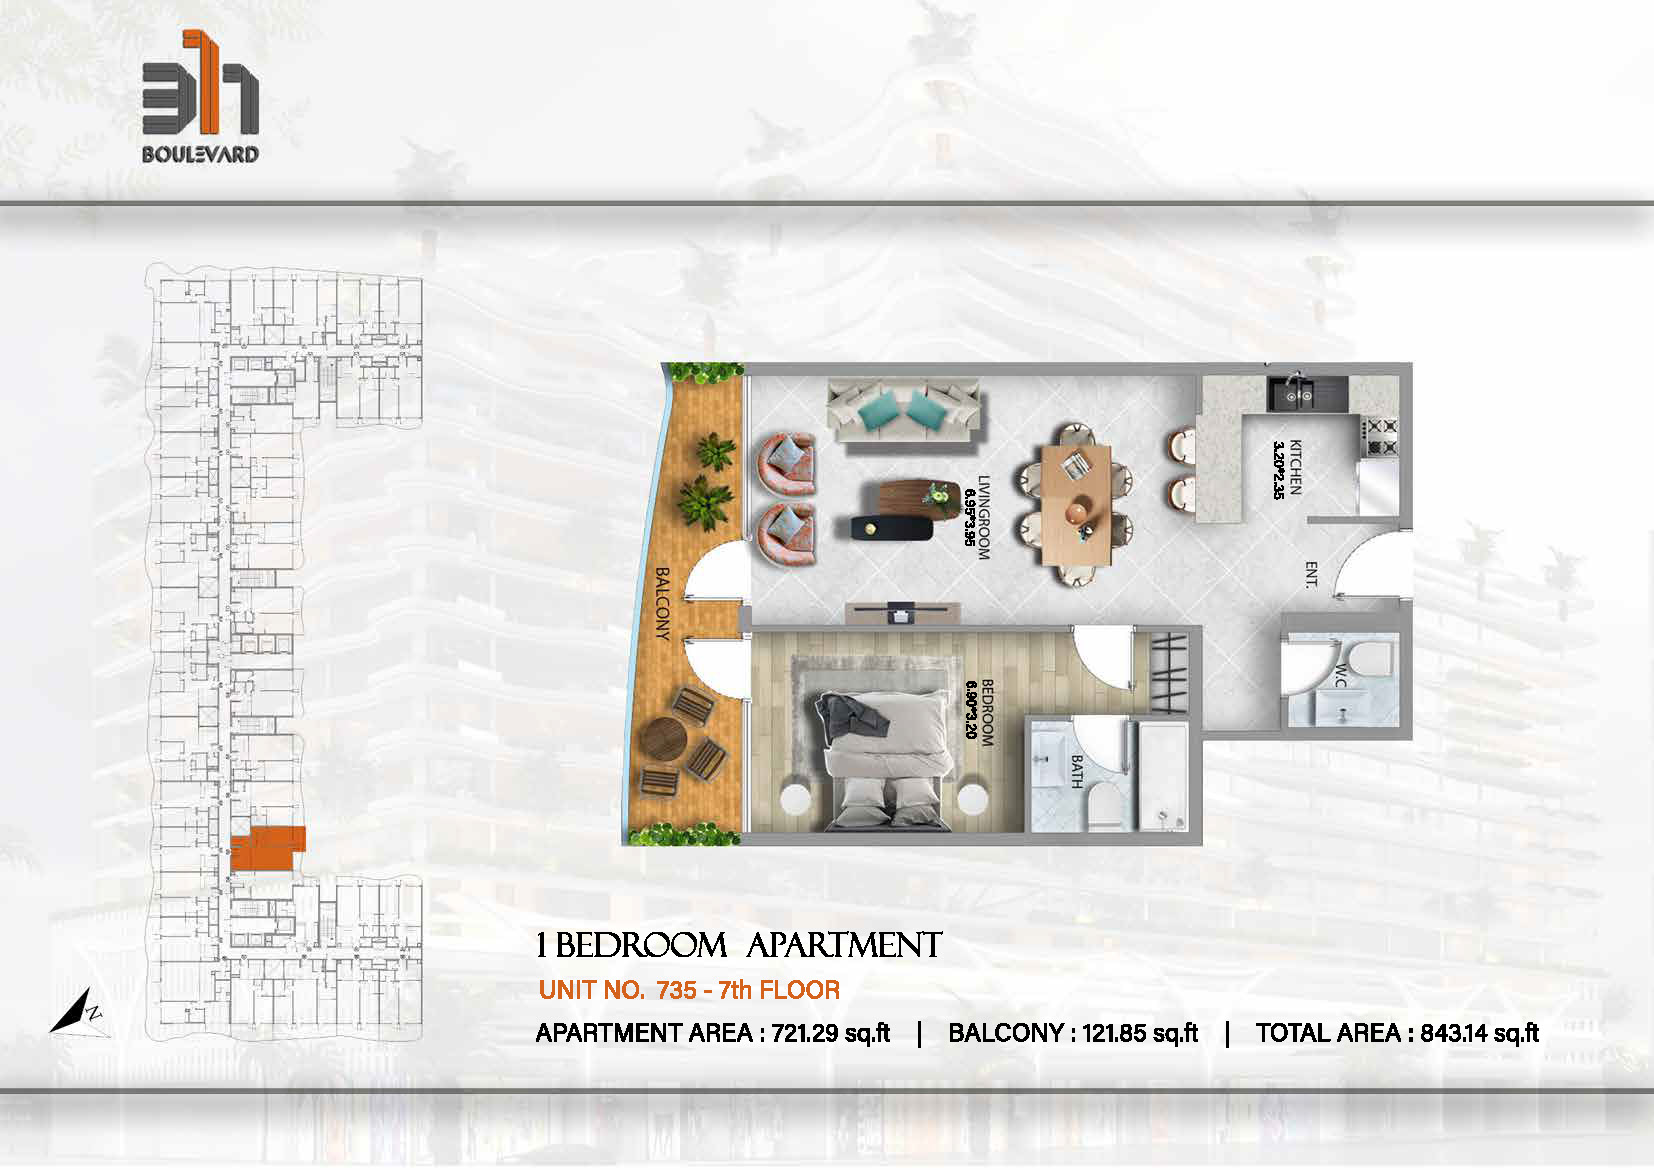 311
BOULEVARD
KITCHEN
3.20*2.35
LIVINGROOM
6.95*3.95
ENT.
BALCONY
W.C
BEDROOM
6.90*3.20
BATH
N
1 BEDROOM APARTMENT
UNIT NO. 735 - 7th FLOOR
APARTMENT AREA : 721.29 sq.ft | BALCONY : 121.85 sq.ft | TOTAL AREA : 843.14 sq.ft